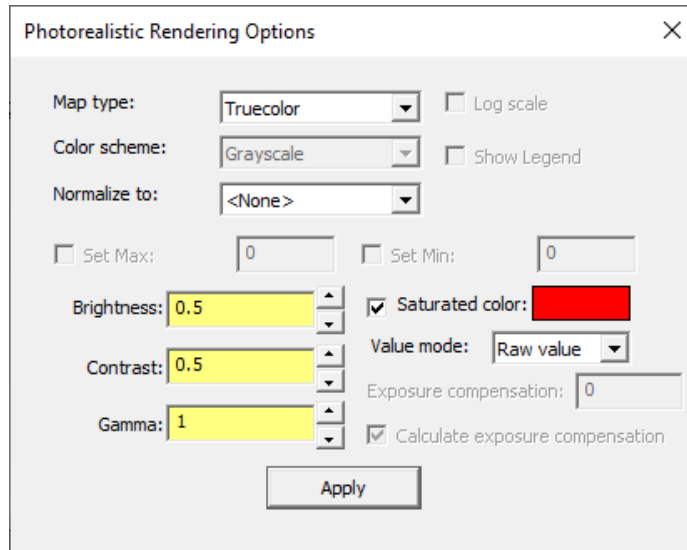 Photorealistic Rendering Options
Map type: Truecolor Log scale
Color scheme: Grayscale Show Legend
Normalize to: <None>
Set Max: 0 Set Min: 0
Brightness: 0.5 Saturated color:
Value mode: Raw value
Contrast: 0.5
Exposure compensation: 0
Gamma: 1
Calculate exposure compensation
Apply